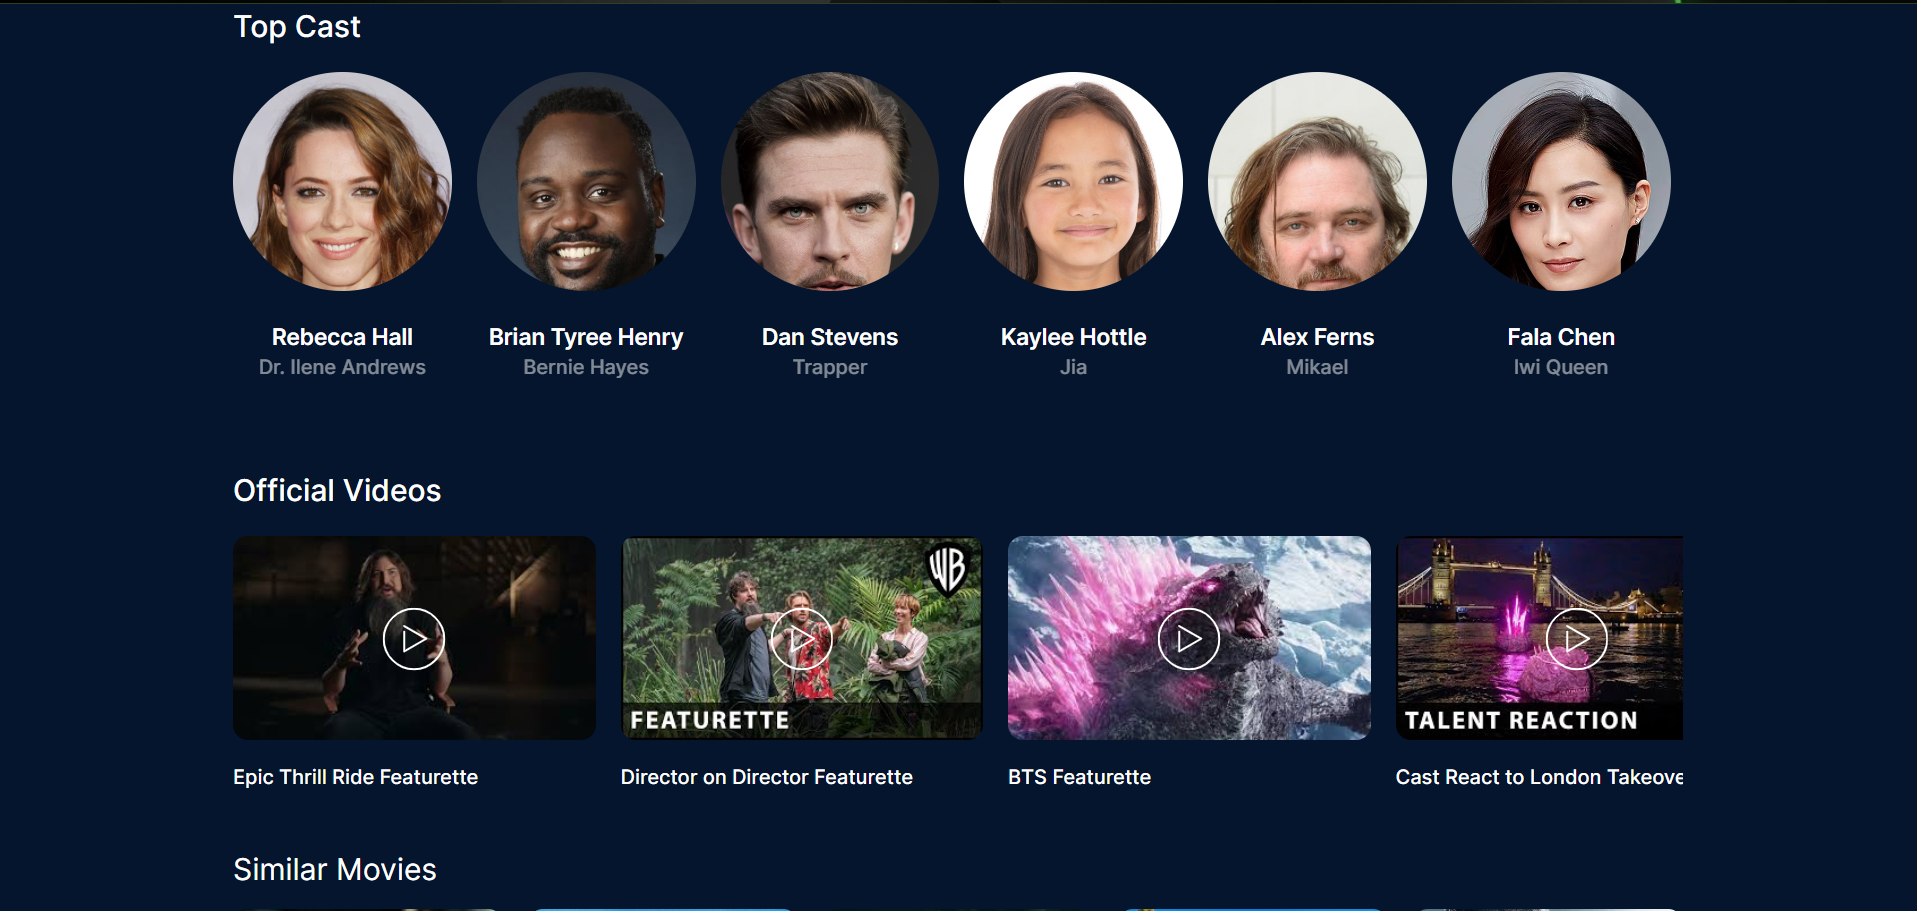 Top Cast
Rebecca Hall
Dr. Ilene Andrews
Brian Tyree Henry
Bernie Hayes
Dan Stevens
Trapper
Kaylee Hottle
Jia
Alex Ferns
Mikael
Fala Chen
Iwi Queen
Official Videos
WB
FEATURETTE
TALENT REACTION
Epic Thrill Ride Featurette
Director on Director Featurette
BTS Featurette
Cast React to London Takeove
Similar Movies